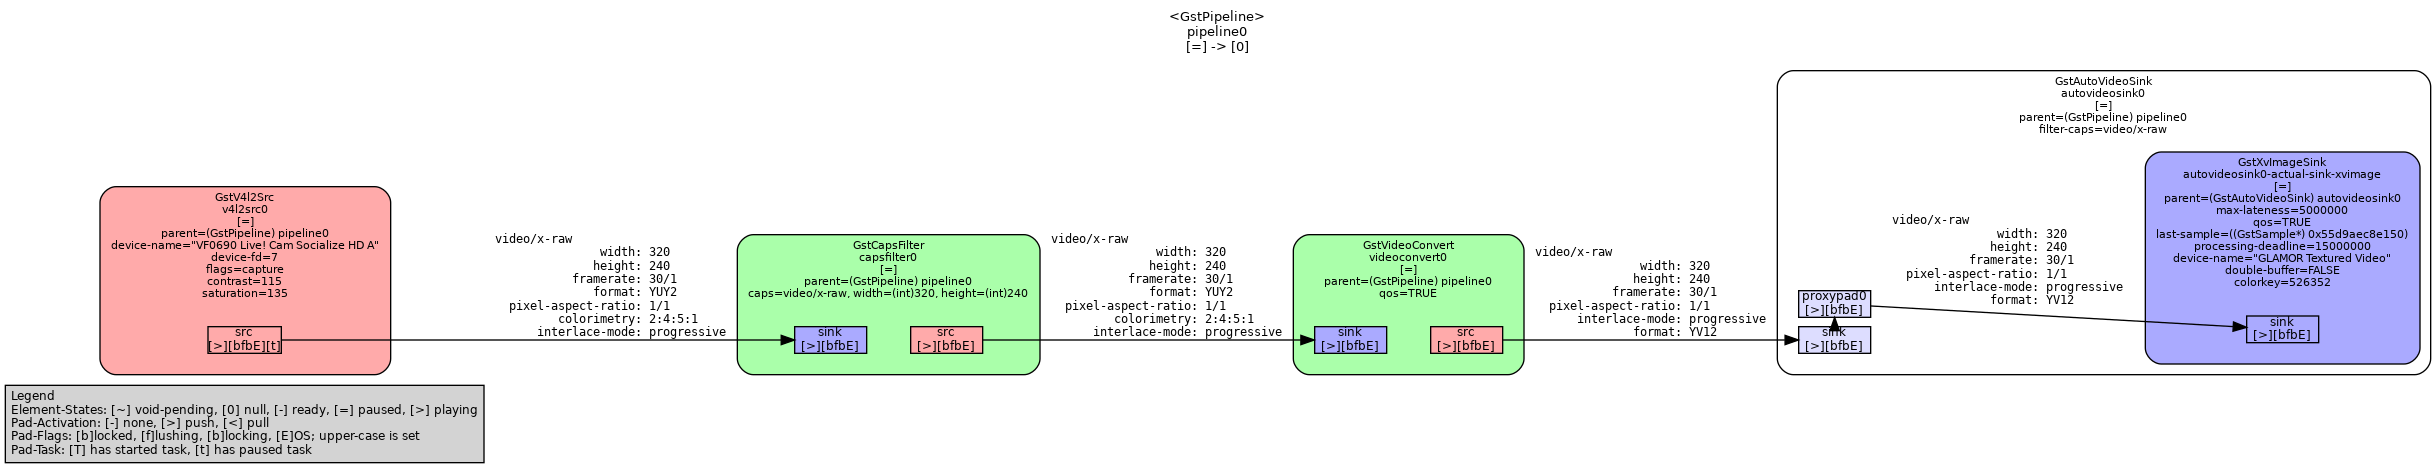 <GstPipeline>
pipeline0
[=] -> [0]
GstV4l2Src
v4l2src0
[=]
parent=(GstPipeline) pipeline0
device-name="VF0690 Live! Cam Socialize HD A"
device-fd=7
flags=capture
contrast=115
saturation=135
src
[>][bfbE][t]
video/x-raw
width: 320
height: 240
framerate: 30/1
format: YUY2
pixel-aspect-ratio: 1/1
colorimetry: 2:4:5:1
interlace-mode: progressive
GstCapsFilter
capsfilter0
[=]
parent=(GstPipeline) pipeline0
caps=video/x-raw, width=(int)320, height=(int)240
sink
[>][bfbE]
src
[>][bfbE]
video/x-raw
width: 320
height: 240
framerate: 30/1
format: YUY2
pixel-aspect-ratio: 1/1
colorimetry: 2:4:5:1
interlace-mode: progressive
GstVideoConvert
videoconvert0
[=]
parent=(GstPipeline) pipeline0
qos=TRUE
sink
[>][bfbE]
src
[>][bfbE]
video/x-raw
width: 320
height: 240
framerate: 30/1
pixel-aspect-ratio: 1/1
interlace-mode: progressive
format: YV12
GstAutoVideoSink
autovideosink0
[=]
parent=(GstPipeline) pipeline0
filter-caps=video/x-raw
proxypad0
[>][bfbE]
sink
[>][bfbE]
video/x-raw
width: 320
height: 240
framerate: 30/1
pixel-aspect-ratio: 1/1
interlace-mode: progressive
format: YV12
GstXvImageSink
autovideosink0-actual-sink-xvimage
[=]
parent=(GstAutoVideoSink) autovideosink0
max-lateness=5000000
qos=TRUE
last-sample=((GstSample*) 0x55d9aec8e150)
processing-deadline=15000000
device-name="GLAMOR Textured Video"
double-buffer=FALSE
colorkey=526352
sink
[>][bfbE]
Legend
Element-States: [~] void-pending, [0] null, [-] ready, [=] paused, [>] playing
Pad-Activation: [-] none, [>] push, [<] pull
Pad-Flags: [b]locked, [f]lushing, [b]locking, [E]OS; upper-case is set
Pad-Task: [T] has started task, [t] has paused task